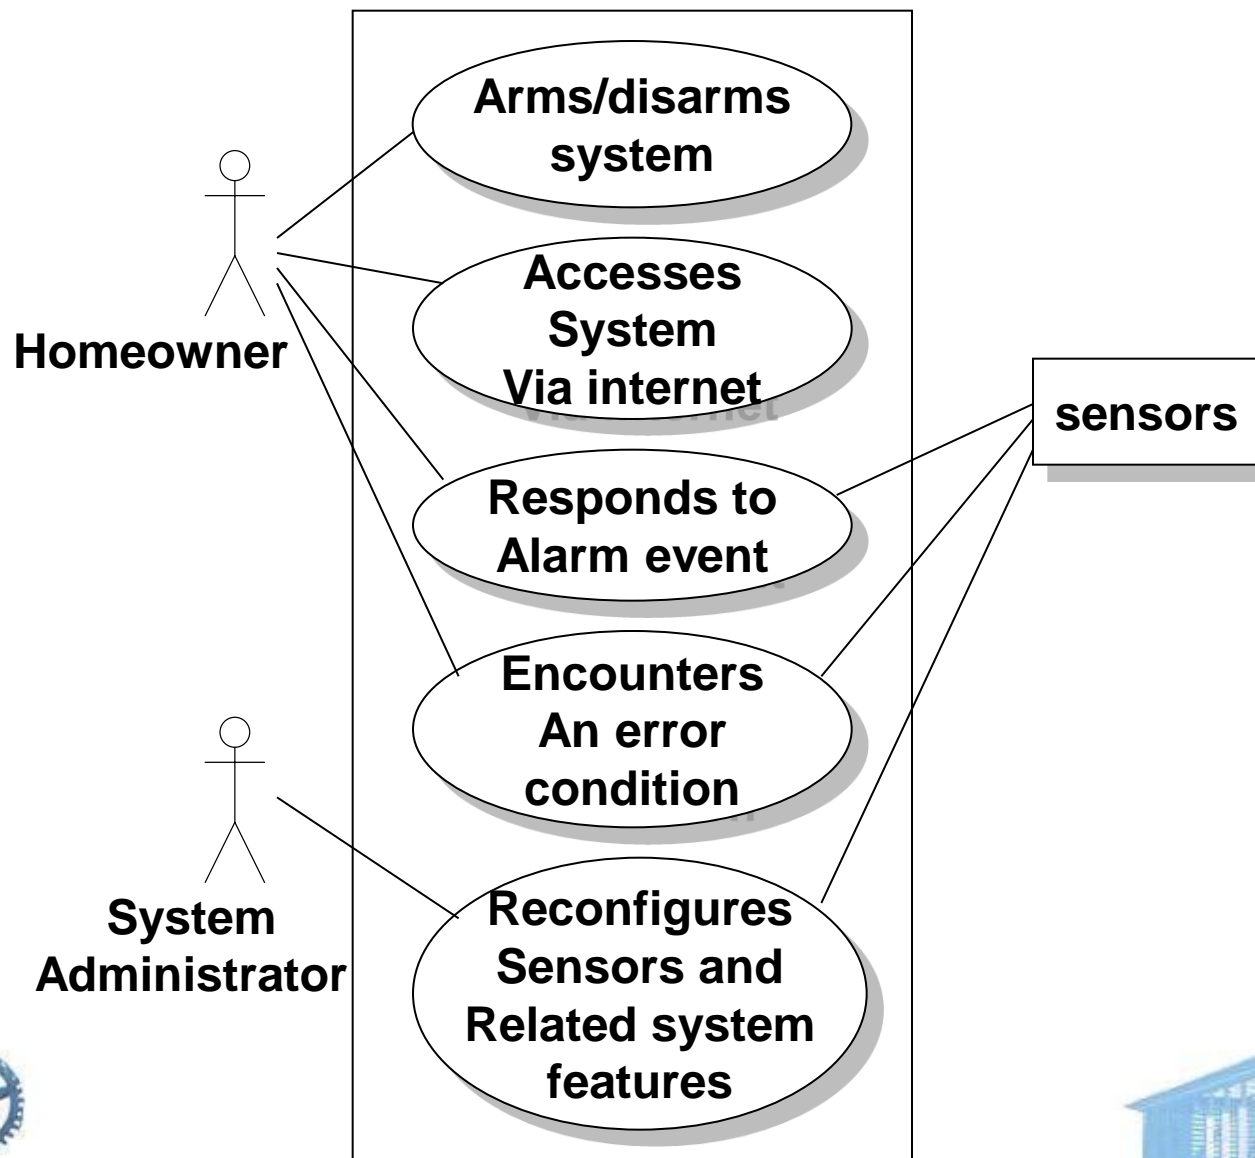 Arms/disarms
system
Homeowner
Accesses
System
Via internet
sensors
Responds to
Alarm event
Encounters
An error
condition
System
Administrator
Reconfigures
Sensors and
Related system
features